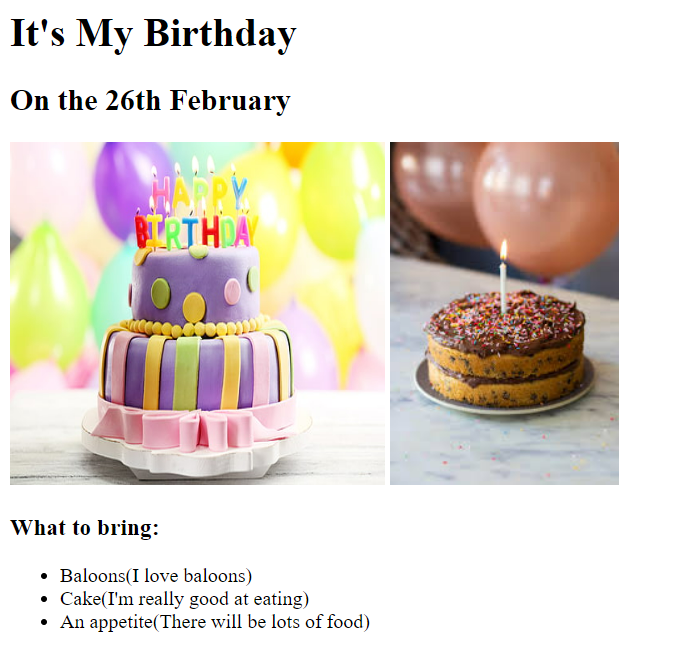 It's My Birthday
On the 26th February
HAPPY
BIRTHDAY
What to bring:
Baloons(I love baloons)
Cake(I'm really good at eating)
An appetite(There will be lots of food)